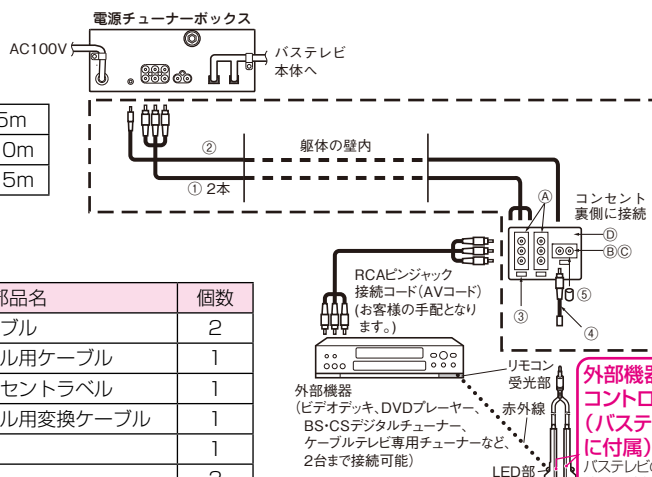 電源チューナーボックス
AC100V
バステレビ
本体へ
5m
0m
5m
②
躯体の壁内
① 2本
Ⓐ
コンセント
裏側に接続
Ⓓ
ⒷⒸ
⑤
③
④
RCAピンジャック
接続コード(AVコード)
(お客様の手配となり
ます。)
部品名 個数
ブル 2
ル用ケーブル 1
セントラベル 1
ル用変換ケーブル 1
1
外部機器
(ビデオデッキ、DVDプレーヤー、
BS・CSデジタルチューナー、
ケーブルテレビ専用チューナーなど、
2台まで接続可能)
リモコン
受光部
赤外線
LED部
外部機器
コントロ
(バステ
に付属)
バステレビの